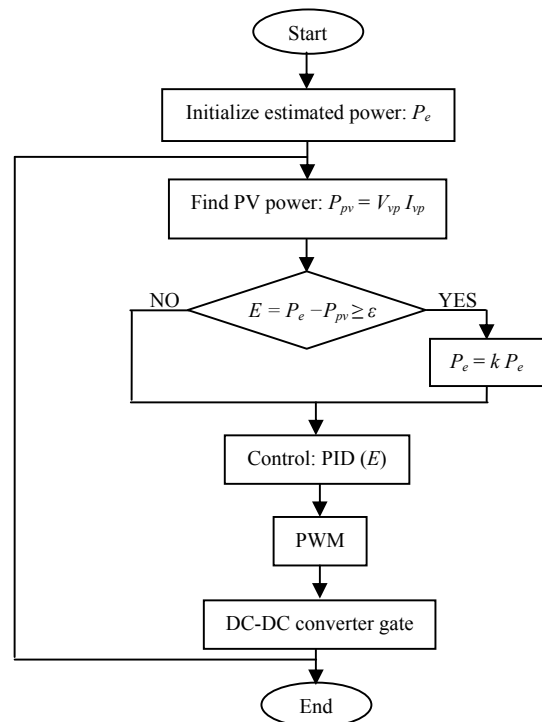 Start
Initialize estimated power: Pe
Find PV power: Ppv = Vvp Ivp
NO
E = Pe −Ppv ≥ ε
YES
Pe = k Pe
Control: PID (E)
PWM
DC-DC converter gate
End